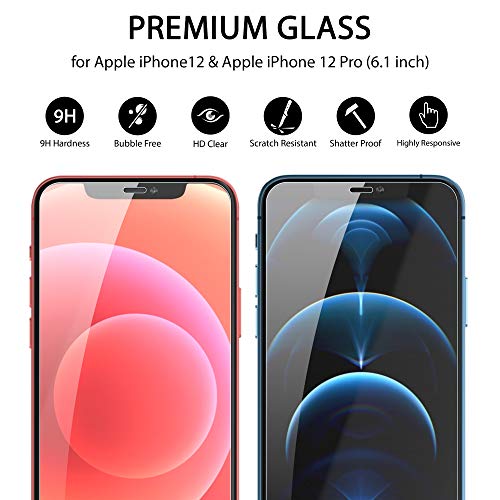 PREMIUM GLASS
for Apple iPhone12 & Apple iPhone 12 Pro (6.1 inch)
9H
9H Hardness
Bubble Free
HD Clear
Scratch Resistant
Shatter Proof
Highly Responsive